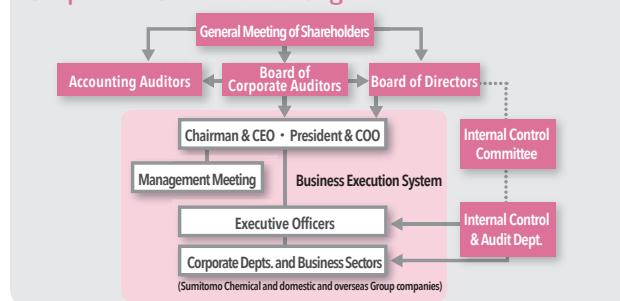 General Meeting of Shareholders
Accounting Auditors
Board of
Corporate Auditors
Board of Directors
Chairman & CEO・President & COO
Internal Control
Committee
Management Meeting
Business Execution System
Executive Officers
Internal Control
& Audit Dept.
Corporate Depts. and Business Sectors
(Sumitomo Chemical and domestic and overseas Group companies)